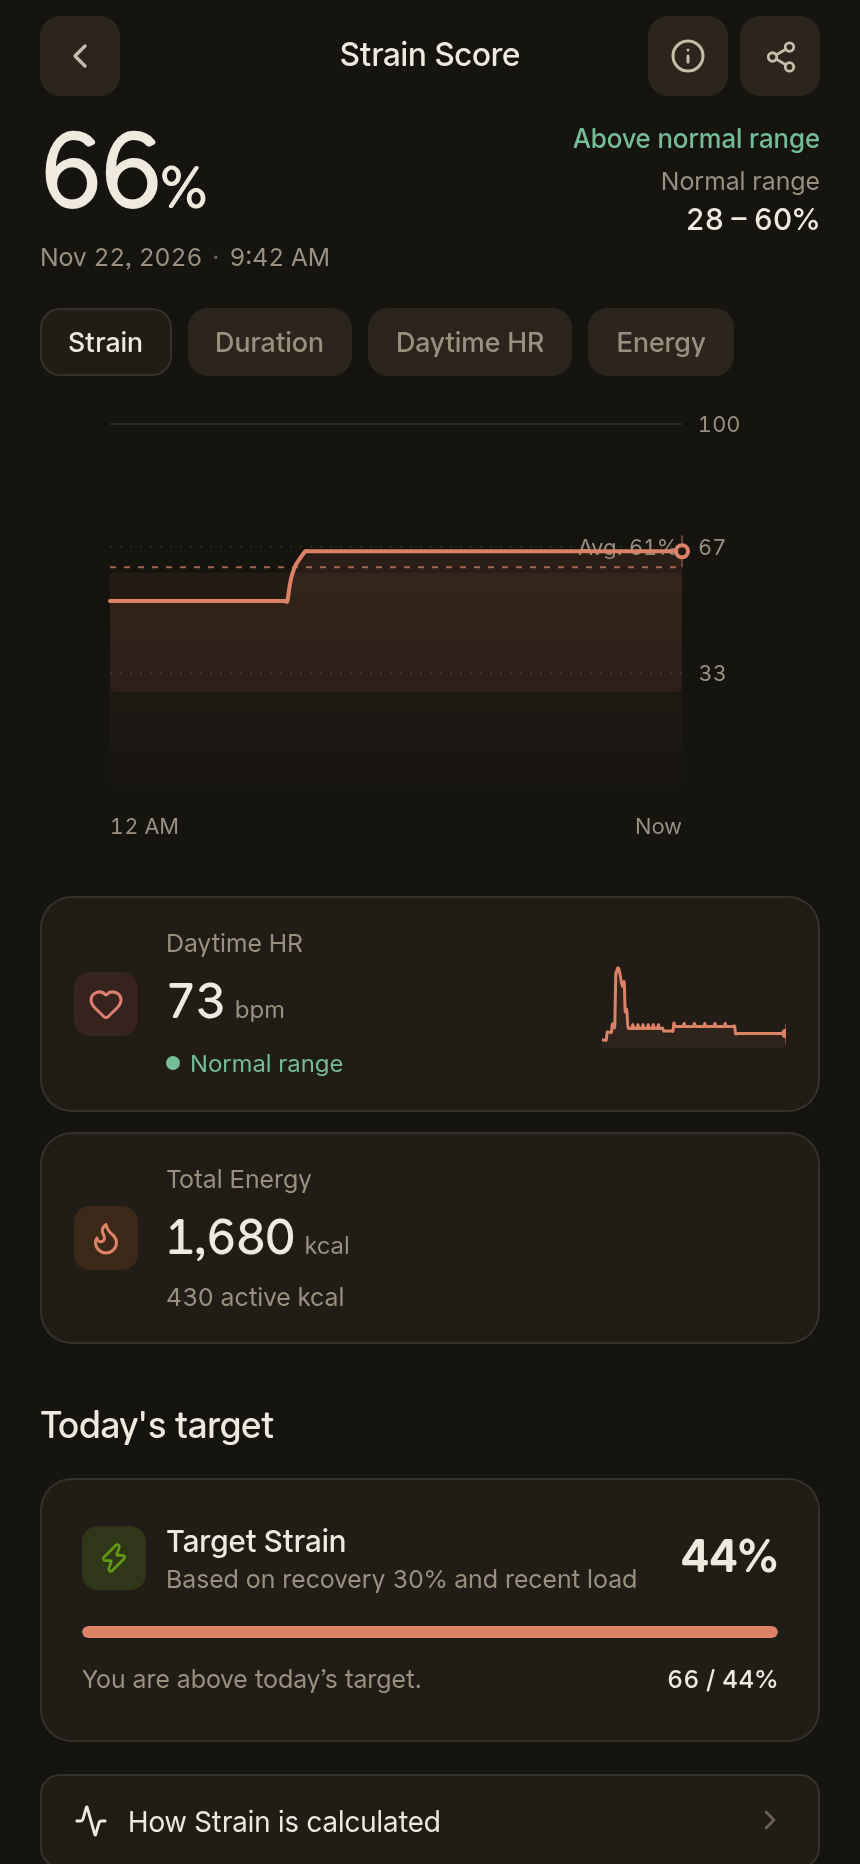 Strain Score
66%
Above normal range
Normal range
28 – 60%
Nov 22, 2026 · 9:42 AM
Strain
Duration
Daytime HR
Energy
100
Avg. 61%
67
33
12 AM
Now
Daytime HR
73 bpm
Normal range
Total Energy
1,680 kcal
430 active kcal
Today's target
Target Strain
Based on recovery 30% and recent load
44%
You are above today’s target.
66 / 44%
How Strain is calculated